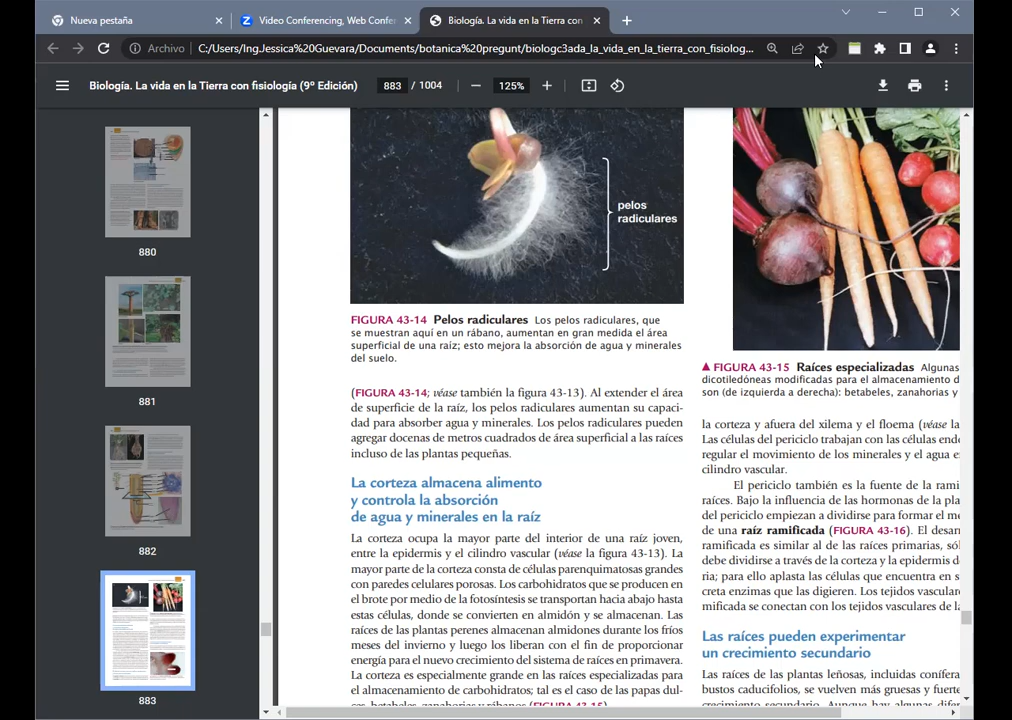 Nueva pestaña
Video Conferencing, Web Confer
Biología. La vida en la Tierra con
Archivo
C:/Users/IngJessica%20Guevara/Documents/botanica%20pregunt/biologc3ada_la_vida_en_la_tierra_con_fisiolog...
Biología. La vida en la Tierra con fisiología (9º Edición)
883 / 1004
125%
880
881
882
883
pelos
radiculares
FIGURA 43-14 Pelos radiculares Los pelos radiculares, que
se muestran aquí en un rábano, aumentan en gran medida el área
superficial de una raíz; esto mejora la absorción de agua y minerales
del suelo.
(FIGURA 43-14; véase también la figura 43-13). Al extender el área
de superficie de la raíz, los pelos radiculares aumentan su capaci-
dad para absorber agua y minerales. Los pelos radiculares pueden
agregar docenas de metros cuadrados de área superficial a las raíces
incluso de las plantas pequeñas.
La corteza almacena alimento
y controla la absorción
de agua y minerales en la raíz
La corteza ocupa la mayor parte del interior de una raíz joven,
entre la epidermis y el cilindro vascular (véase la figura 43-13). La
mayor parte de la corteza consta de células parenquimatosas grandes
con paredes celulares porosas. Los carbohidratos que se producen en
el brote por medio de la fotosíntesis se transportan hacia abajo hasta
estas células, donde se convierten en almidón y se almacenan. Las
raíces de las plantas perenes almacenan almidones durante los fríos
meses del invierno y luego los liberan con el fin de proporcionar
energía para el nuevo crecimiento del sistema de raíces en primavera.
La corteza es especialmente grande en las raíces especializadas para
el almacenamiento de carbohidratos; tal es el caso de las papas dul-
ces, betabeles, zanahorias y rábanos (FIGURA 43-15).
FIGURA 43-15 Raíces especializadas Algunas
dicotiledóneas modificadas para el almacenamiento d
son (de izquierda a derecha): betabeles, zanahorias y
la corteza y afuera del xilema y el floema (véase la
Las células del periciclo trabajan con las células endo
regular el movimiento de los minerales y el agua e
cilindro vascular.
El periciclo también es la fuente de la rami
raíces. Bajo la influencia de las hormonas de la pla
del periciclo empiezan a dividirse para formar el me
de una raíz ramificada (FIGURA 43-16). El desar
ramificada es similar al de las raíces primarias, sól
debe dividirse a través de la corteza y la epidermis d
ria; para ello aplasta las células que encuentra en s
creta enzimas que las digieren. Los tejidos vascular
mificada se conectan con los tejidos vasculares de la
Las raíces pueden experimentar
un crecimiento secundario
Las raíces de las plantas leñosas, incluidas conífera
bustos caducifolios, se vuelven más gruesas y fuerte
crecimiento secundario. Aunque hay algunas difer